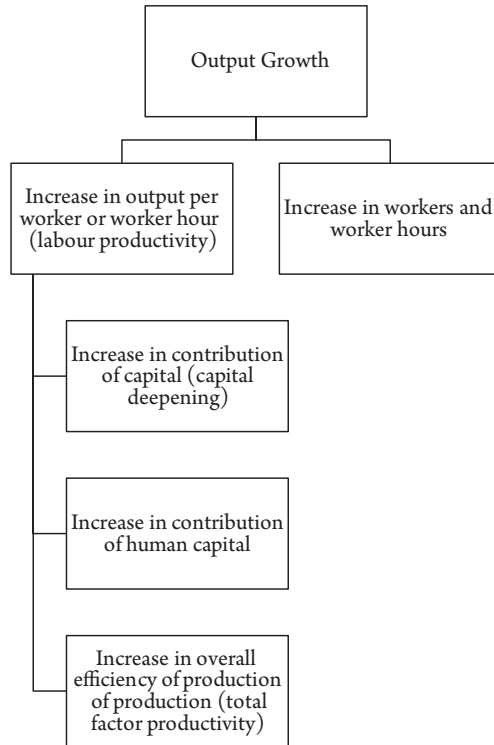 Output Growth
Increase in output per
worker or worker hour
(labour productivity)
Increase in workers and
worker hours
Increase in contribution
of capital (capital
deepening)
Increase in contribution
of human capital
Increase in overall
efficiency of production
of production (total
factor productivity)